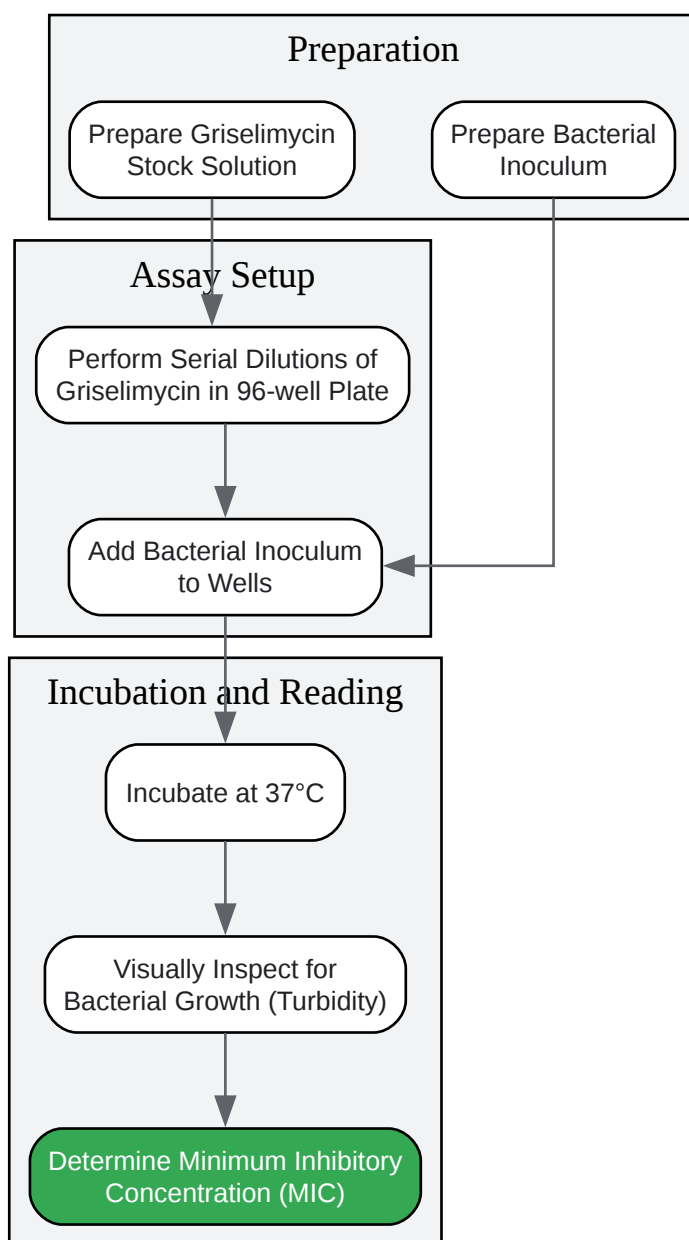 Preparation
Prepare Griselimycin
Stock Solution
Prepare Bacterial
Inoculum
Assay Setup
Perform Serial Dilutions of
Griselimycin in 96-well Plate
Add Bacterial Inoculum
to Wells
Incubation and Reading
Incubate at 37°C
Visually Inspect for
Bacterial Growth (Turbidity)
Determine Minimum Inhibitory
Concentration (MIC)